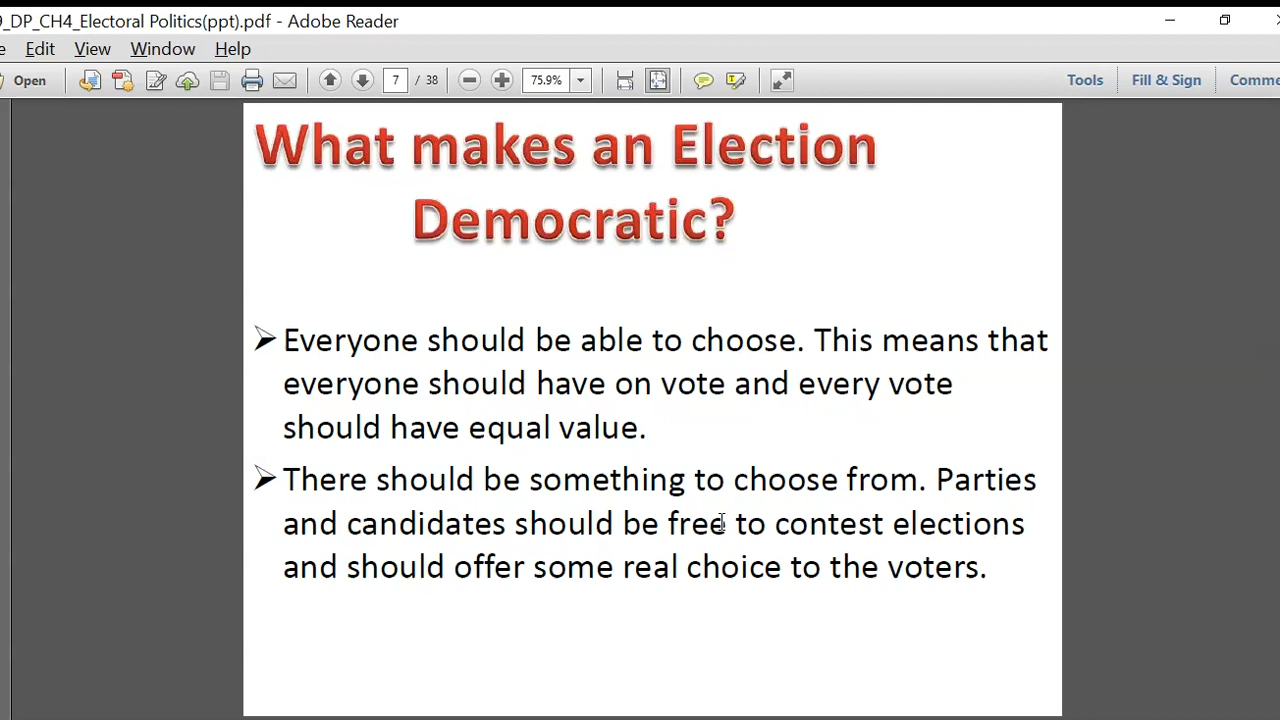 9_DP_CH4_Electoral Politics(ppt).pdf - Adobe Reader
e Edit View Window Help
Open 7 / 38 75.9% Tools Fill & Sign Comme
What makes an Election
Democratic?
➢ Everyone should be able to choose. This means that
everyone should have on vote and every vote
should have equal value.
➢ There should be something to choose from. Parties
and candidates should be free to contest elections
and should offer some real choice to the voters.